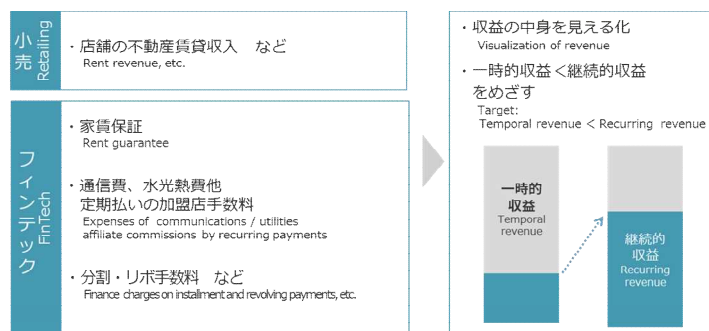 小売
Retailing
・店舗の不動産賃貸収入　など
Rent revenue, etc.
フィンテック
FinTech
・家賃保証
Rent guarantee
・通信費、水光熱費他
定期払いの加盟店手数料
Expenses of communications / utilities
affiliate commissions by recurring payments
・分割・リボ手数料　など
Finance charges on installment and revolving payments, etc.
・収益の中身を見える化
Visualization of revenue
・一時的収益＜継続的収益
をめざす
Target:
Temporal revenue < Recurring revenue
一時的
収益
Temporal
revenue
継続的
収益
Recurring
revenue